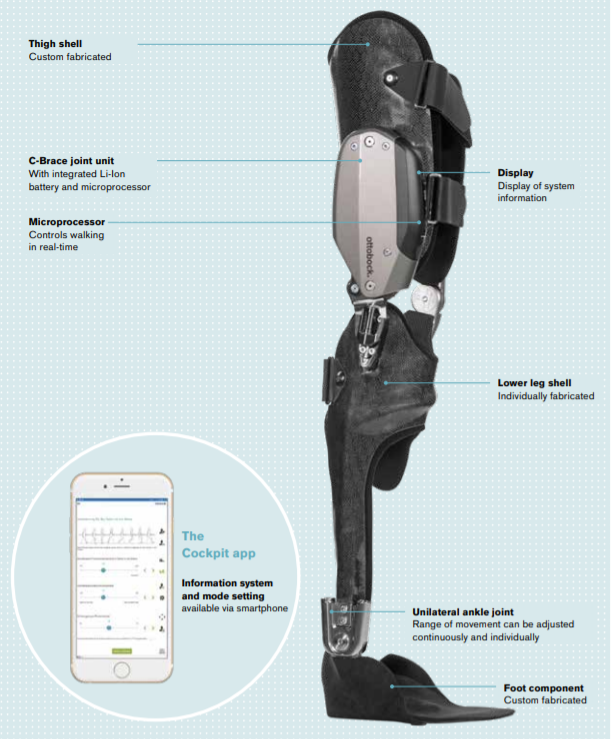 Thigh shell
Custom fabricated
C-Brace joint unit
With integrated Li-Ion
battery and microprocessor
Display
Display of system
information
Microprocessor
Controls walking
in real-time
ottobock.
Lower leg shell
Individually fabricated
The
Cockpit app
Information system
and mode setting
available via smartphone
Unilateral ankle joint
Range of movement can be adjusted
continuously and individually
Foot component
Custom fabricated